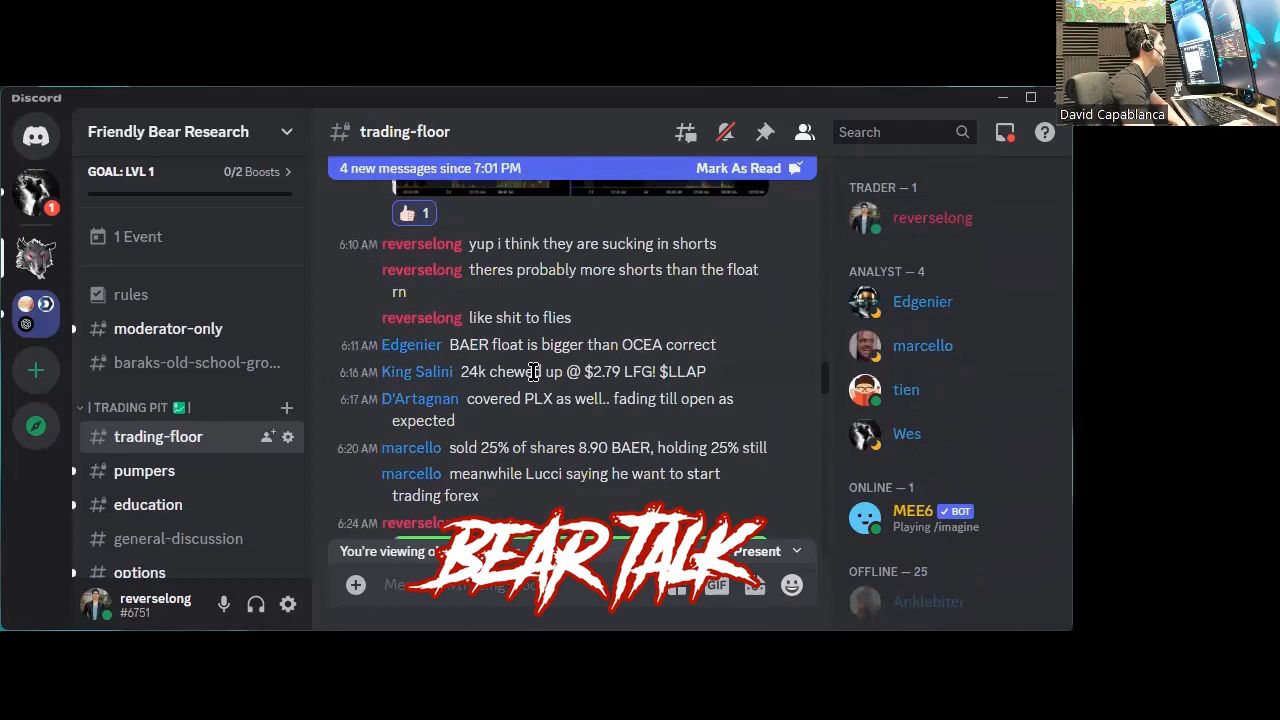 David Capablanca
Discord
Friendly Bear Research
GOAL: LVL 1 0/2 Boosts
1 Event
rules
moderator-only
baraks-old-school-gro...
| TRADING PIT 💹 |
trading-floor
pumpers
education
general-discussion
options
reverselong
#6751
1
trading-floor
Search
4 new messages since 7:01 PM Mark As Read
👍 1
6:10 AM reverselong yup i think they are sucking in shorts
reverselong theres probably more shorts than the float
rn
reverselong like shit to flies
6:11 AM Edgenier BAER float is bigger than OCEA correct
6:16 AM King Salini 24k chewed up @ $2.79 LFG! $LLAP
6:17 AM D'Artagnan covered PLX as well.. fading till open as
expected
6:20 AM marcello sold 25% of shares 8.90 BAER, holding 25% still
marcello meanwhile Lucci saying he want to start
trading forex
6:24 AM
You're viewing Present
GIF
BEAR TALK
TRADER — 1
reverselong
ANALYST — 4
Edgenier
marcello
tien
Wes
ONLINE — 1
MEE6 ✓ BOT
Playing /imagine
OFFLINE — 25
Anklebiter